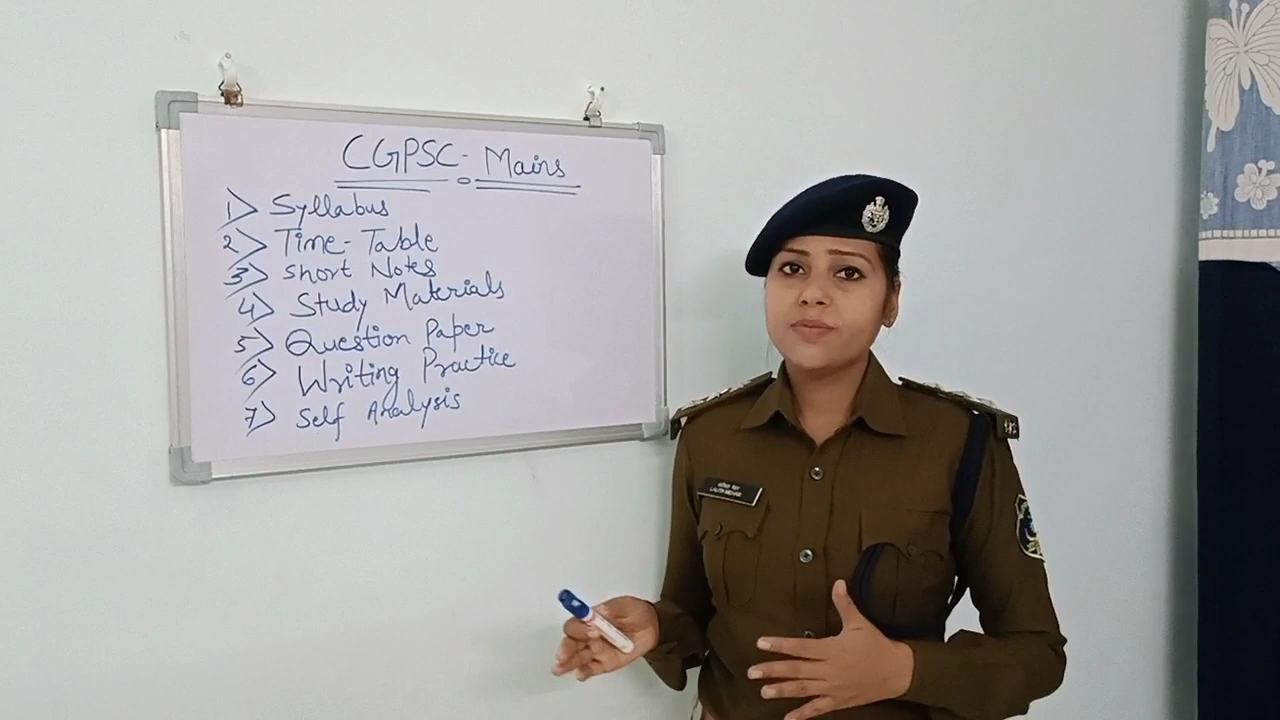 CGPSC - Mains
1> Syllabus
2> Time-Table
3> Short Notes
4> Study Materials
5> Question Paper
6> Writing Practice
7> Self Analysis